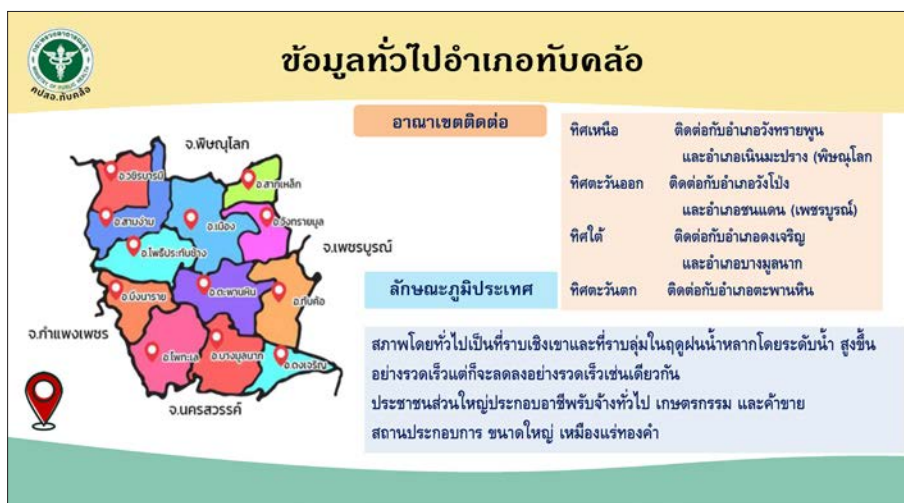 ข้อมูลทั่วไปอำเภอทับคล้อ
กระทรวงสาธารณสุข
MINISTRY OF PUBLIC HEALTH
คปสอ.ทับคล้อ
อาณาเขตติดต่อ
ทิศเหนือ ติดต่อกับอำเภอวังทรายพูน
และอำเภอเนินมะปราง (พิษณุโลก
ทิศตะวันออก ติดต่อกับอำเภอวังโป่ง
และอำเภอชนแดน (เพชรบูรณ์)
ทิศใต้ ติดต่อกับอำเภอดงเจริญ
และอำเภอบางมูลนาก
ทิศตะวันตก ติดต่อกับอำเภอตะพานหิน
จ.พิษณุโลก
อ.วชิรบารมี
อ.สากเหล็ก
อ.สามง่าม
อ.เมือง
อ.วังทรายพูล
จ.เพชรบูรณ์
อ.โพธิ์ประทับช้าง
อ.บึงนาราย
อ.ตะพานหิน
อ.ทับค้อ
จ.กำแพงเพชร
อ.โพทะเล
อ.บางมูลนาก
อ.ดงเจริญ
จ.นครสวรรค์
ลักษณะภูมิประเทศ
สภาพโดยทั่วไปเป็นที่ราบเชิงเขาและที่ราบลุ่มในฤดูฝนน้ำหลากโดยระดับน้ำ สูงขึ้น
อย่างรวดเร็วแต่ก็จะลดลงอย่างรวดเร็วเช่นเดียวกัน
ประชาชนส่วนใหญ่ประกอบอาชีพรับจ้างทั่วไป เกษตรกรรม และค้าขาย
สถานประกอบการ ขนาดใหญ่ เหมืองแร่ทองคำ